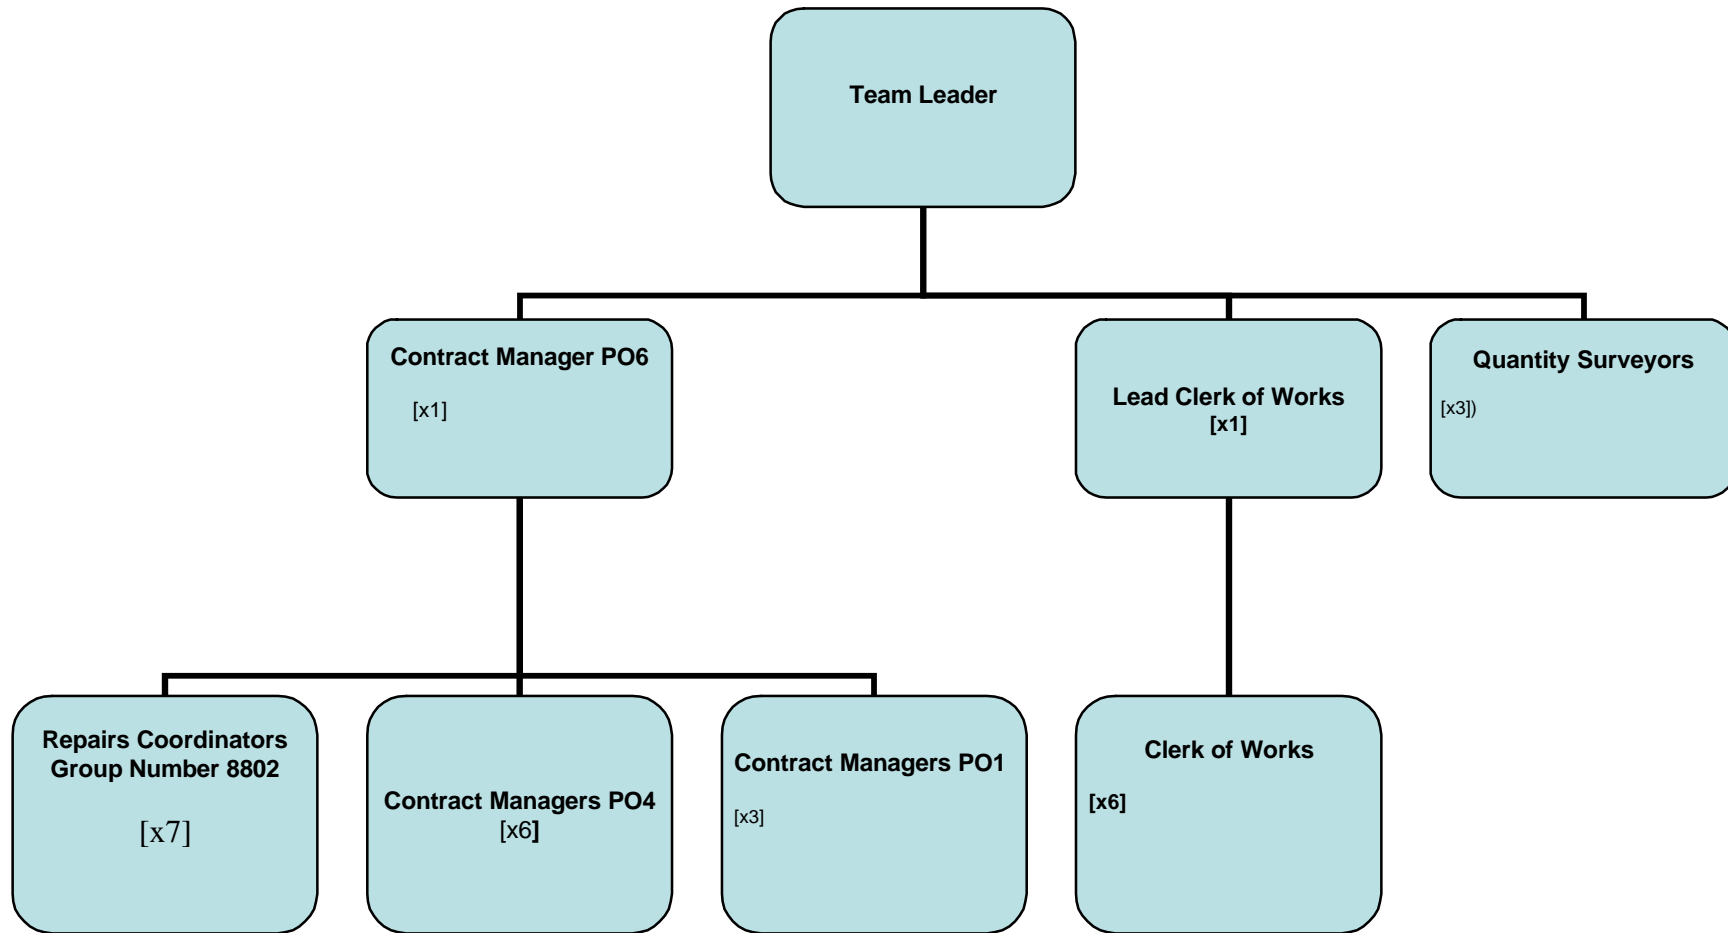 Team Leader
Contract Manager PO6
[x1]
Lead Clerk of Works
[x1]
Quantity Surveyors
[x3])
Repairs Coordinators
Group Number 8802
[x7]
Contract Managers PO4
[x6]
Contract Managers PO1
[x3]
Clerk of Works
[x6]